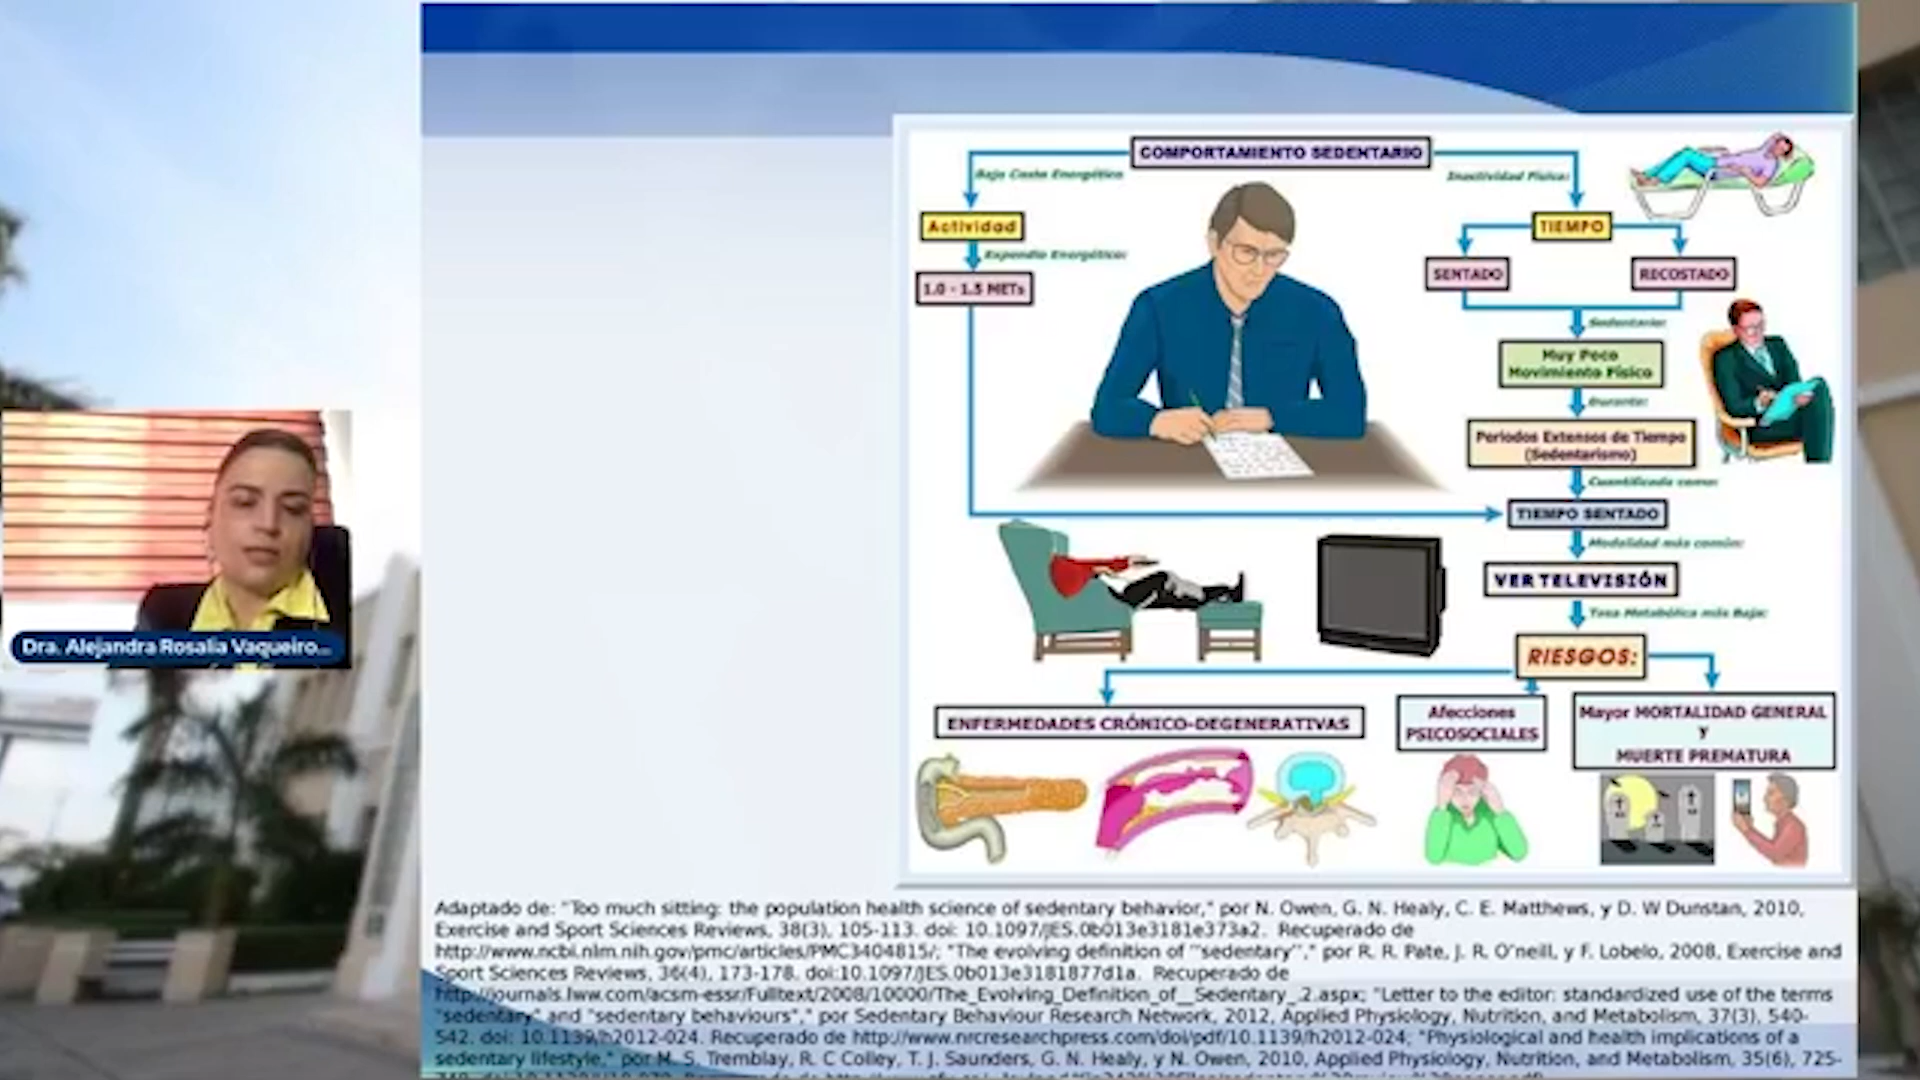 COMPORTAMIENTO SEDENTARIO
Bajo Costo Energético
Inactividad Física:
Actividad
TIEMPO
Expendio Energético:
SENTADO
RECOSTADO
1.0 - 1.5 METs
Sedentario:
Muy Poco
Movimiento Físico
Durante:
Periodos Extensos de Tiempo
(Sedentarismo)
Cuantificado como:
TIEMPO SENTADO
Modalidad más común:
VER TELEVISIÓN
Tasa Metabólica más Baja:
RIESGOS:
ENFERMEDADES CRÓNICO-DEGENERATIVAS
Afecciones
PSICOSOCIALES
Mayor MORTALIDAD GENERAL
y
MUERTE PREMATURA
Dra. Alejandra Rosalia Vaqueiro...
Adaptado de: "Too much sitting: the population health science of sedentary behavior," por N. Owen, G. N. Healy, C. E. Matthews, y D. W Dunstan, 2010,
Exercise and Sport Sciences Reviews, 38(3), 105-113. doi: 10.1097/JES.0b013e3181e373a2. Recuperado de
http://www.ncbi.nlm.nih.gov/pmc/articles/PMC3404815/; "The evolving definition of "sedentary"," por R. R. Pate, J. R. O'neill, y F. Lobelo, 2008, Exercise and
Sport Sciences Reviews, 36(4), 173-178. doi:10.1097/JES.0b013e3181877d1a. Recuperado de
http://journals.lww.com/acsm-essr/Fulltext/2008/10000/The_Evolving_Definition_of__Sedentary_.2.aspx; "Letter to the editor: standardized use of the terms
"sedentary" and "sedentary behaviours"," por Sedentary Behaviour Research Network, 2012, Applied Physiology, Nutrition, and Metabolism, 37(3), 540-
542. doi: 10.1139/h2012-024. Recuperado de http://www.nrcresearchpress.com/doi/pdf/10.1139/h2012-024; "Physiological and health implications of a
sedentary lifestyle," por M. S. Tremblay, R. C Colley, T. J. Saunders, G. N. Healy, y N. Owen, 2010, Applied Physiology, Nutrition, and Metabolism, 35(6), 725-